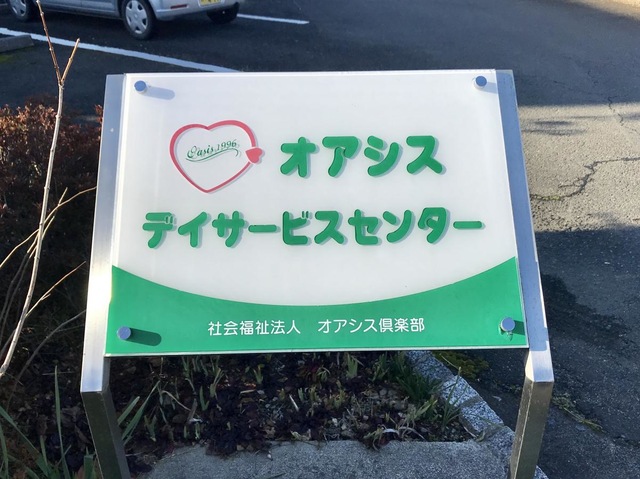 Oasis.1996
オアシス
デイサービスセンター
社会福祉法人 オアシス倶楽部